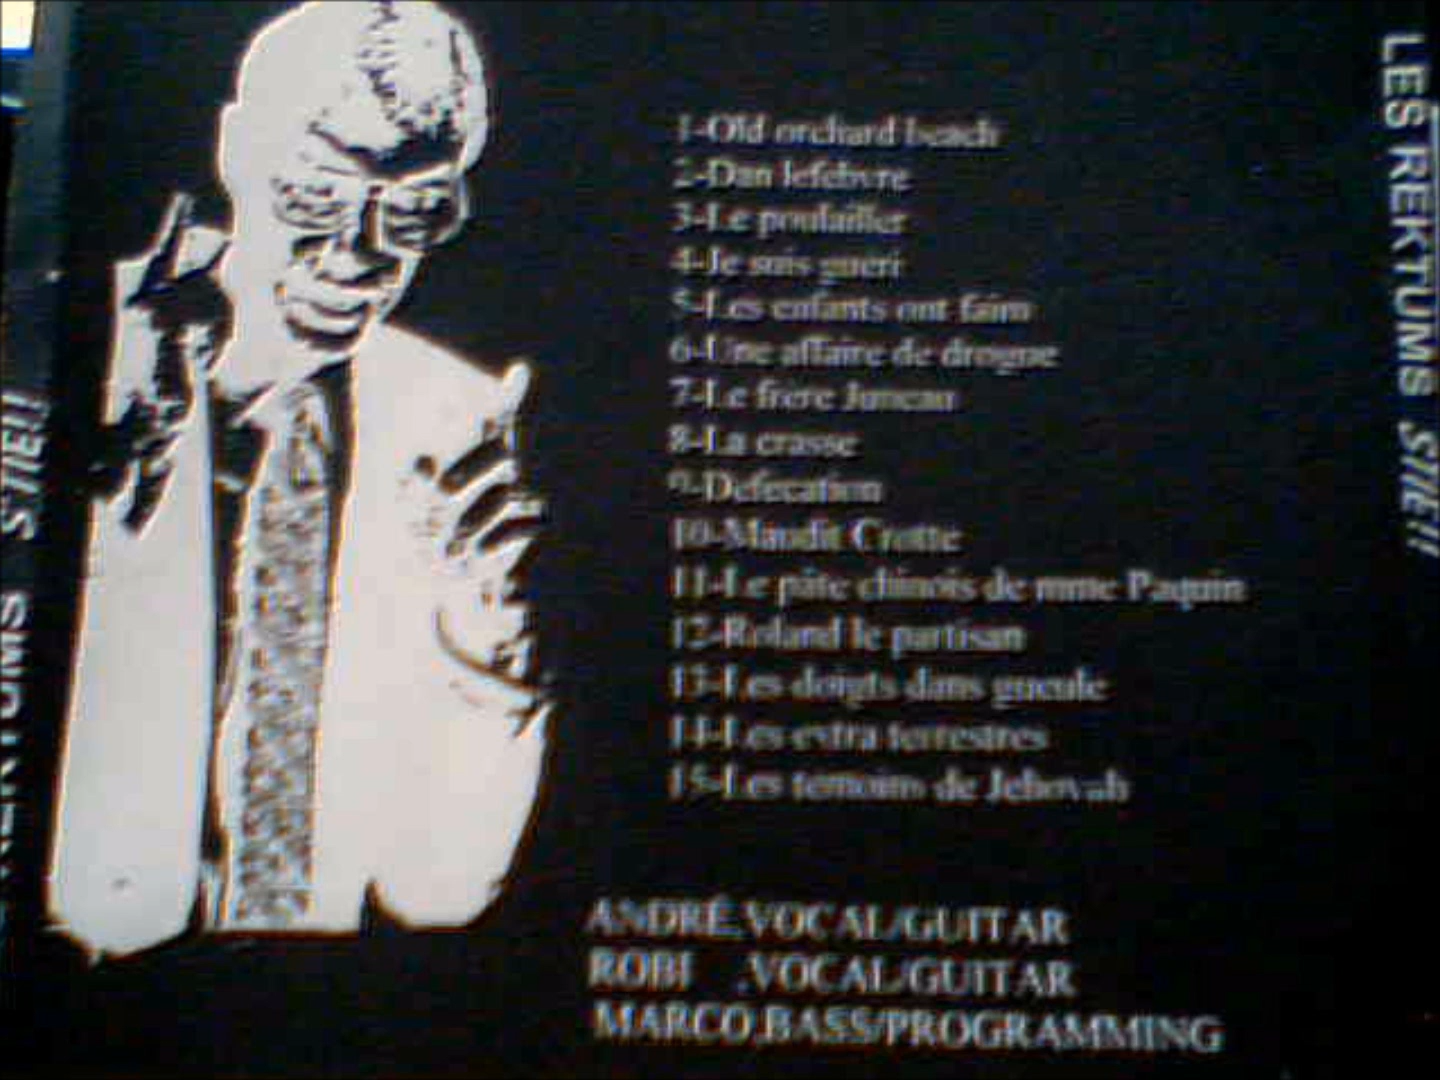 LES REKTUMS S'IE!!
1-Old orchard beach
2-Dan lefebvre
3-Le poulailler
4-Je suis gueri
5-Les enfants ont faim
6-Une affaire de drogue
7-Le frere Juneau
8-La crasse
9-Defecation
10-Maudit Crotte
11-Le pâte chinois de mme Paquin
12-Roland le partisan
13-Les doigts dans gueule
14-Les extra terrestres
15-Les temoins de Jehovah
ANDRÉ.VOCAL/GUITAR
ROBI .VOCAL/GUITAR
MARCO.BASS/PROGRAMMING